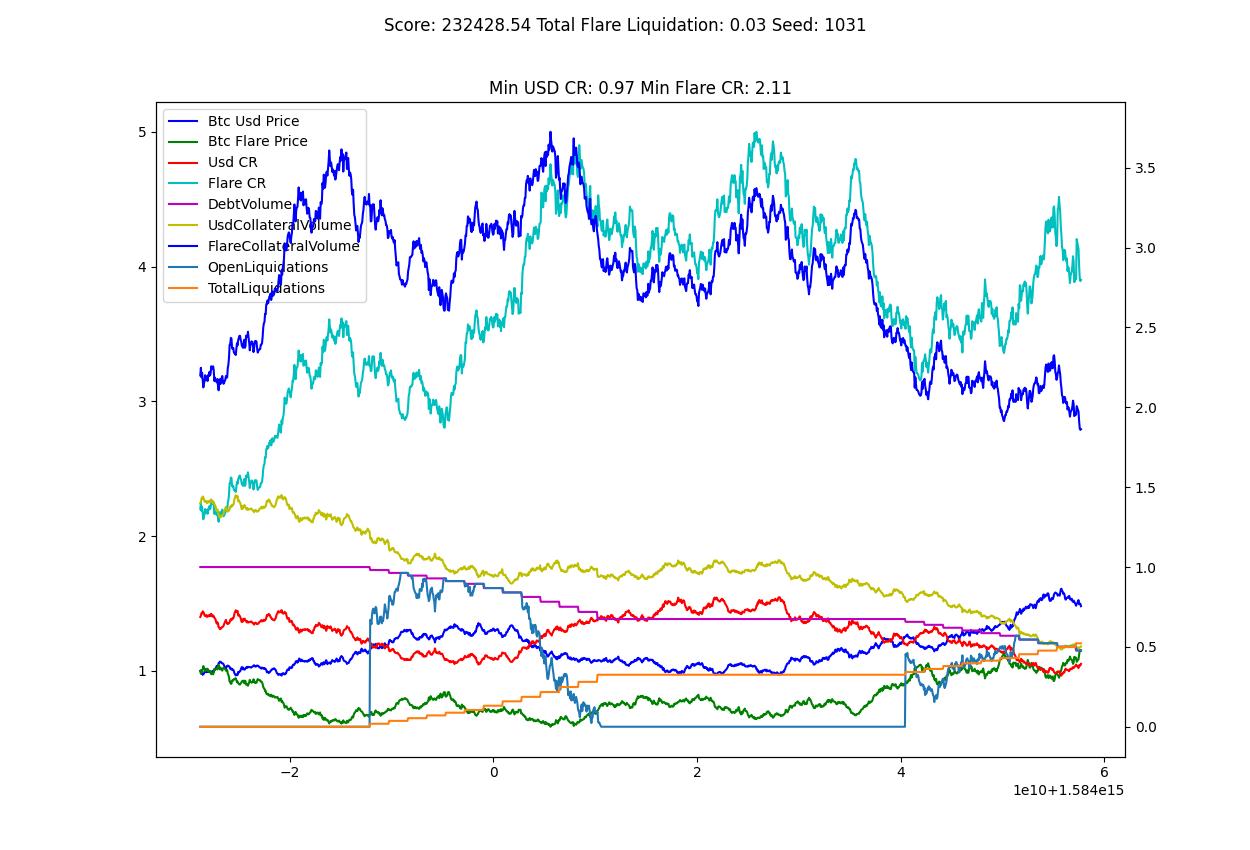 Score: 232428.54 Total Flare Liquidation: 0.03 Seed: 1031
Min USD CR: 0.97 Min Flare CR: 2.11
Btc Usd Price
Btc Flare Price
Usd CR
Flare CR
DebtVolume
UsdCollateralVolume
FlareCollateralVolume
OpenLiquidations
TotalLiquidations
5
4
3
2
1
3.5
3.0
2.5
2.0
1.5
1.0
0.5
0.0
−2 0 2 4 6
1e10+1.584e15